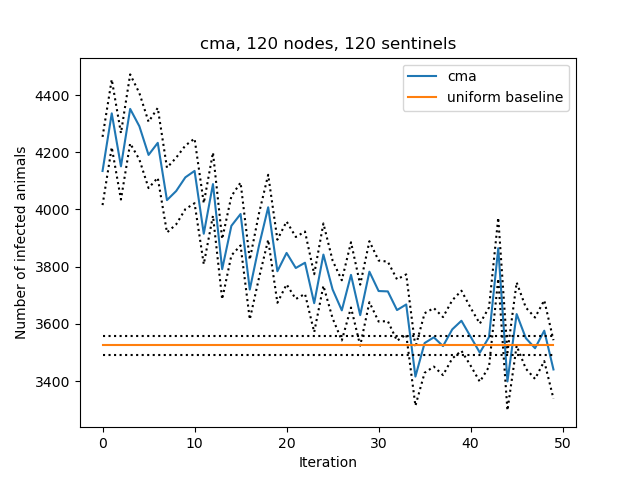 cma, 120 nodes, 120 sentinels
cma
uniform baseline
4400
4200
4000
3800
3600
3400
Number of infected animals
0 10 20 30 40 50
Iteration